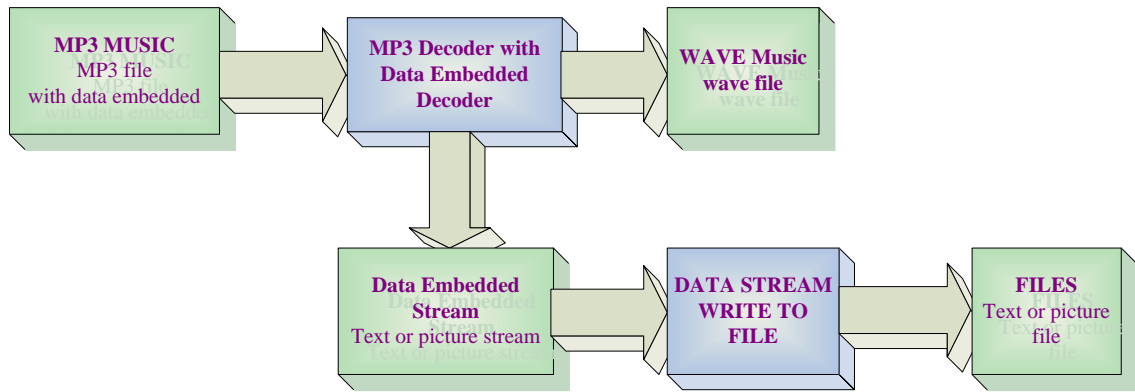 MP3 MUSIC
MP3 file
with data embedded
MP3 Decoder with
Data Embedded
Decoder
WAVE Music
wave file
Data Embedded
Stream
Text or picture stream
DATA STREAM
WRITE TO
FILE
FILES
Text or picture
file